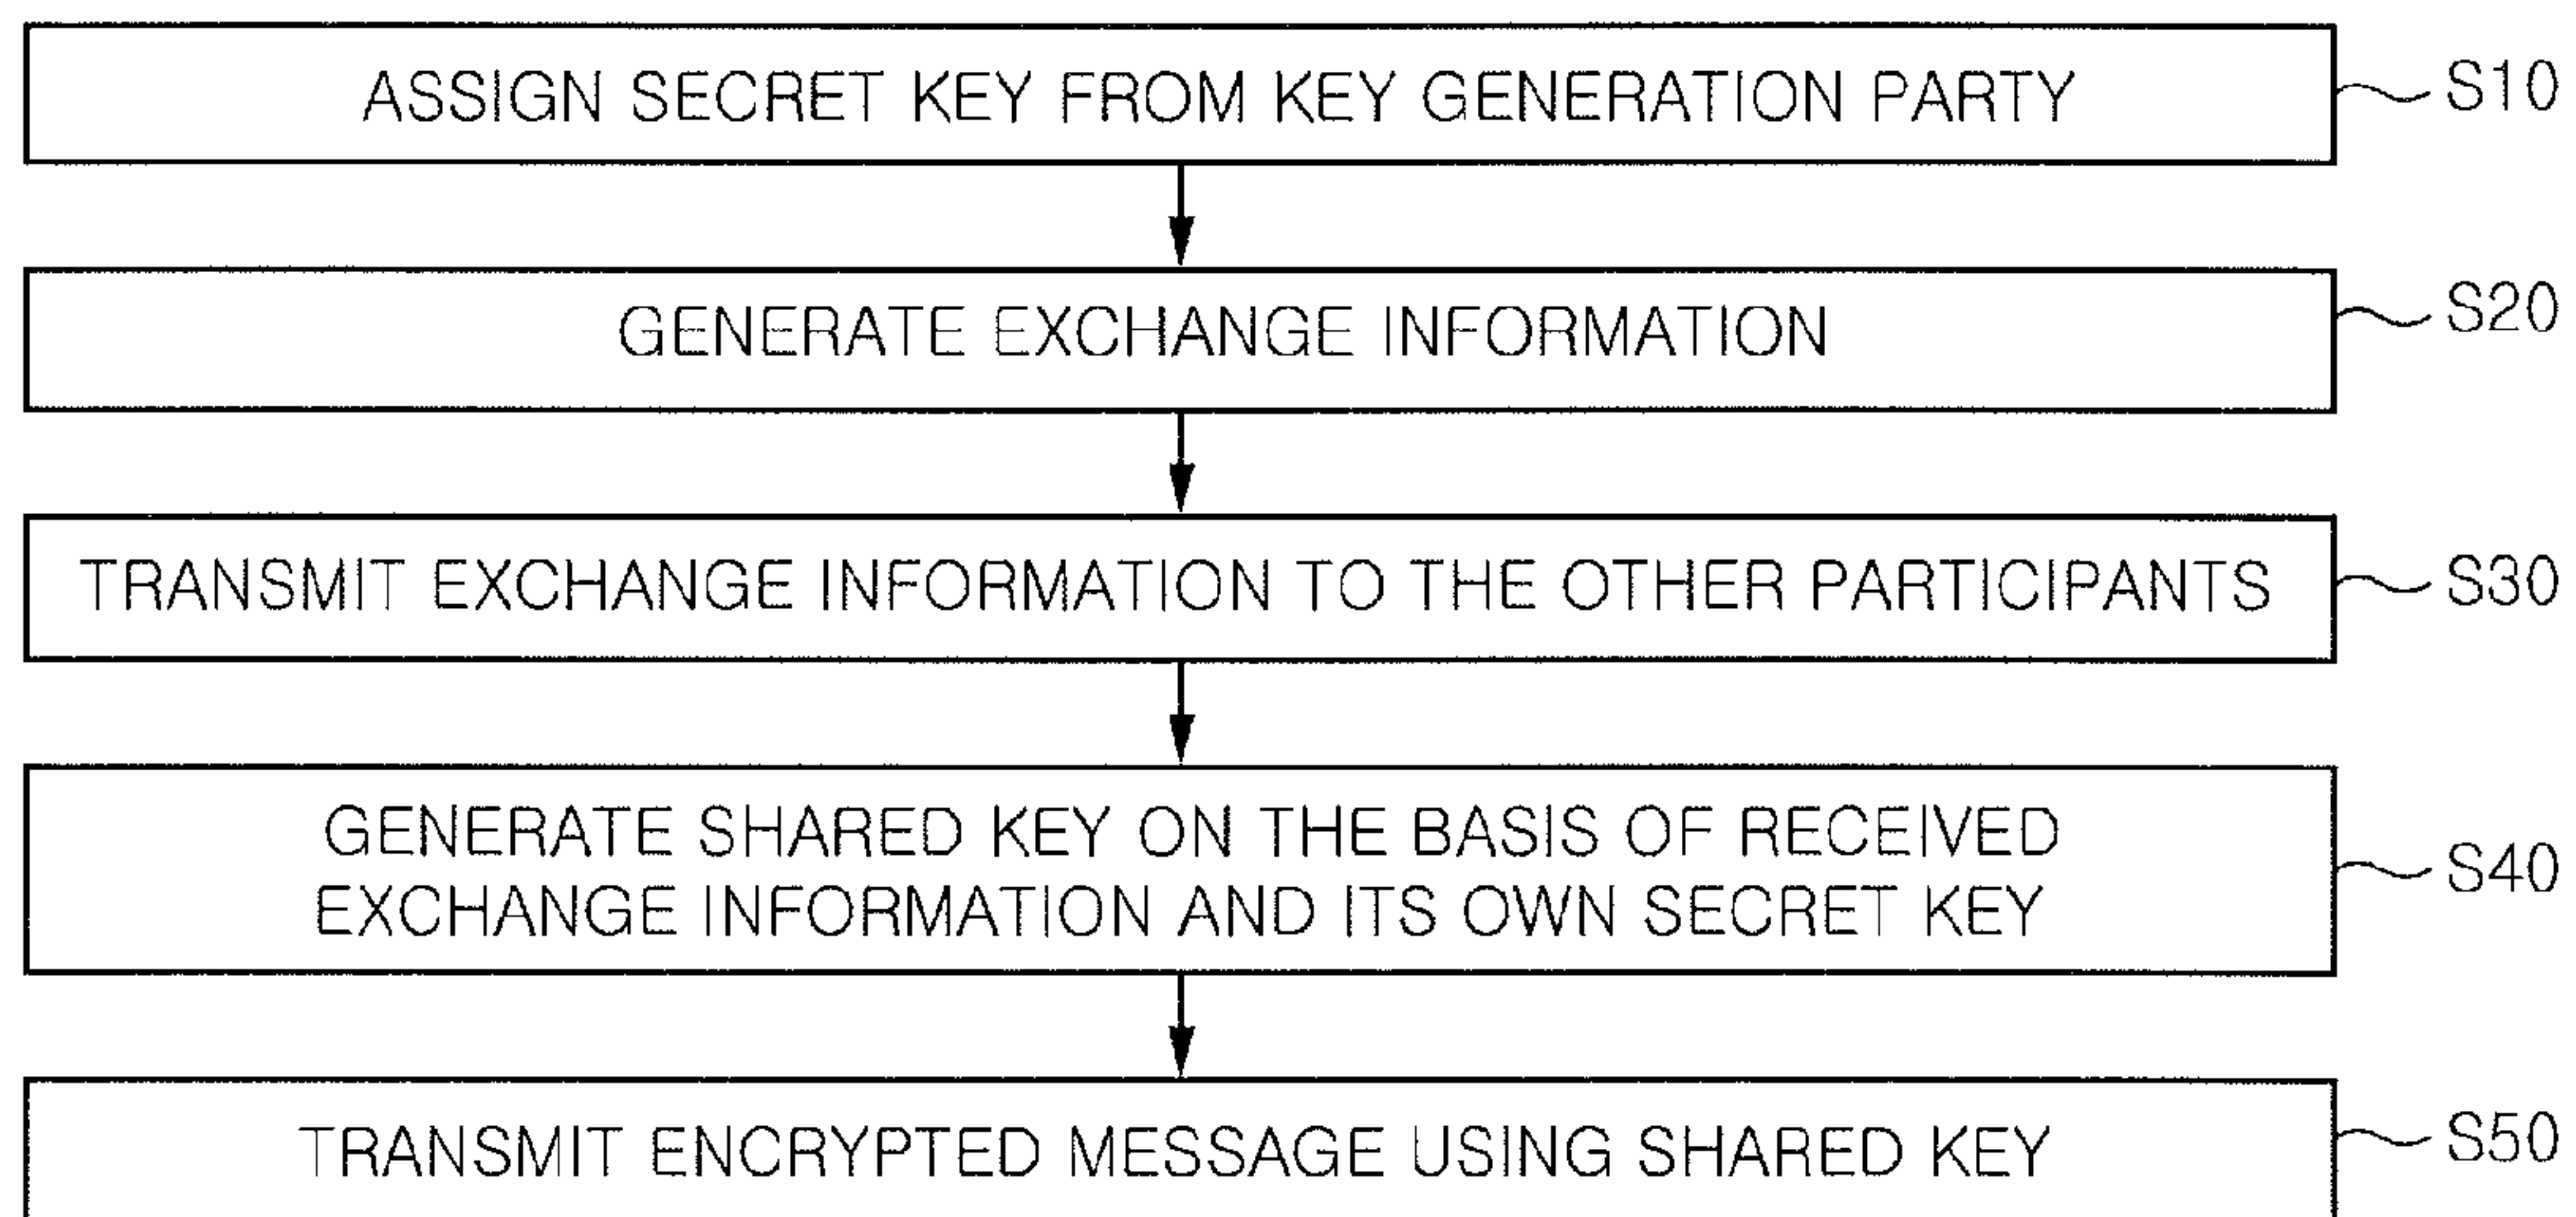 ASSIGN SECRET KEY FROM KEY GENERATION PARTY
S10
GENERATE EXCHANGE INFORMATION
S20
TRANSMIT EXCHANGE INFORMATION TO THE OTHER PARTICIPANTS
S30
GENERATE SHARED KEY ON THE BASIS OF RECEIVED
EXCHANGE INFORMATION AND ITS OWN SECRET KEY
S40
TRANSMIT ENCRYPTED MESSAGE USING SHARED KEY
S50